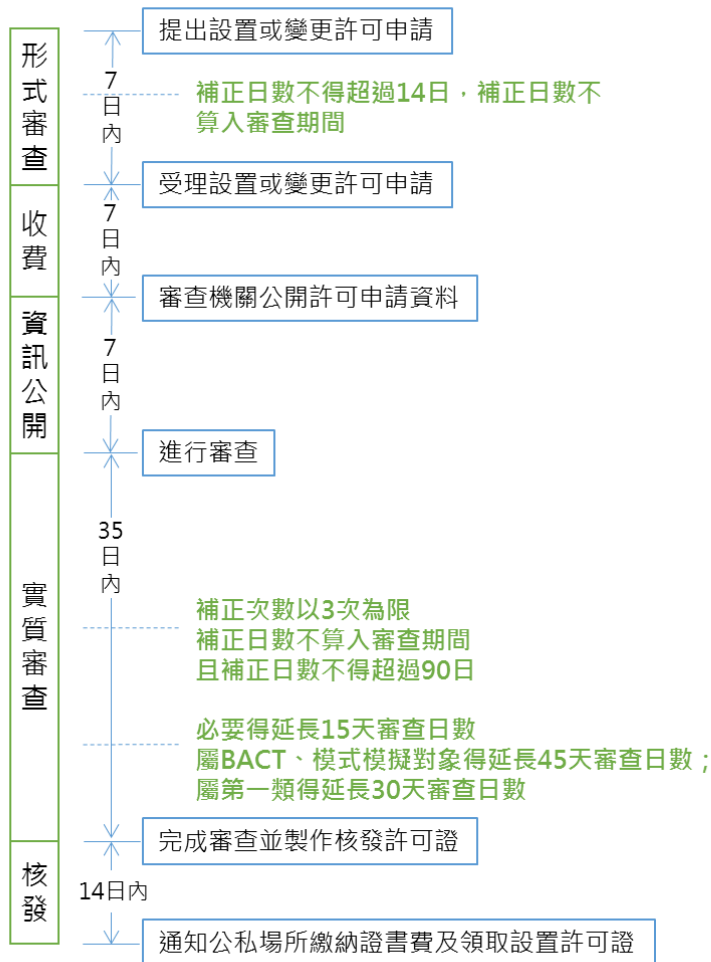 形式審查
提出設置或變更許可申請
7日內
補正日數不得超過14日，補正日數不
算入審查期間
受理設置或變更許可申請
收費
7日內
審查機關公開許可申請資料
資訊公開
7日內
進行審查
實質審查
35日內
補正次數以3次為限
補正日數不算入審查期間
且補正日數不得超過90日
必要得延長15天審查日數
屬BACT、模式模擬對象得延長45天審查日數；
屬第一類得延長30天審查日數
完成審查並製作核發許可證
核發
14日內
通知公私場所繳納證書費及領取設置許可證